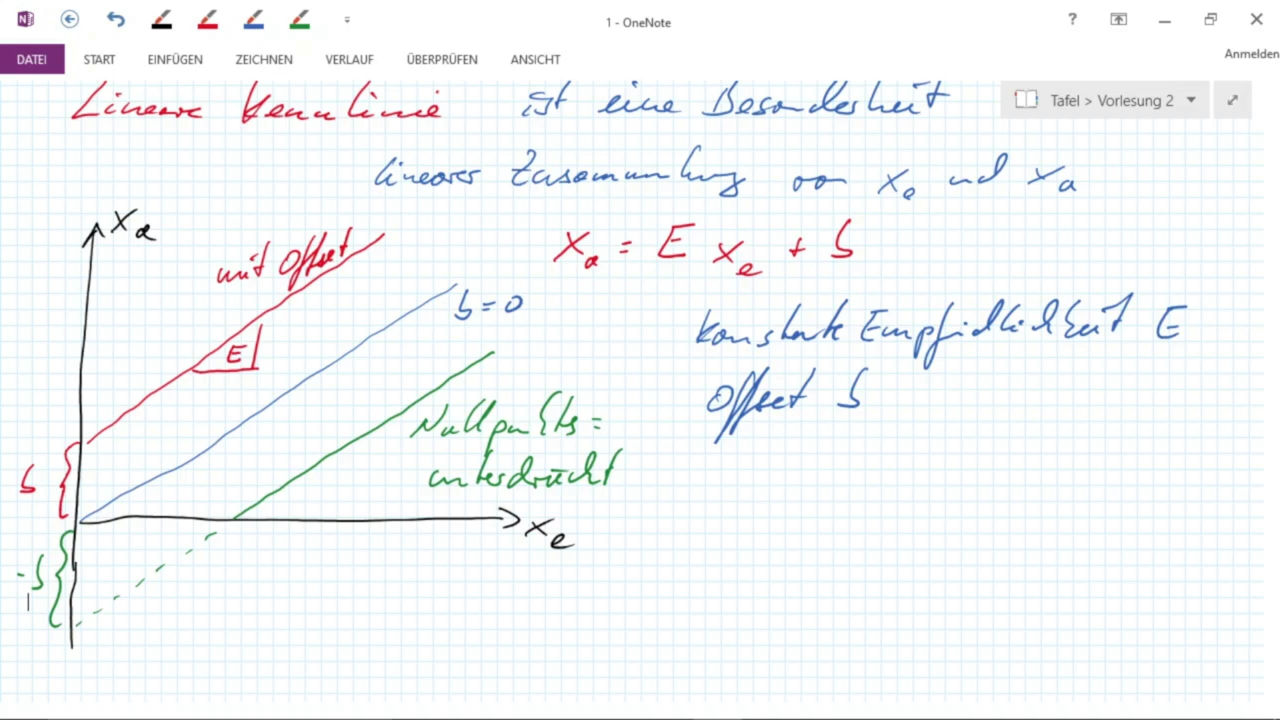 1 - OneNote
?
Anmelden
DATEI START EINFÜGEN ZEICHNEN VERLAUF ÜBERPRÜFEN ANSICHT
Tafel > Vorlesung 2
Lineare Kennlinie ist eine Besonderheit
linearer Zusammenhang von xe und xa
xa
mit Offset
xa = E xe + b
b = 0
E
konstante Empfindlichkeit E
Offset b
Nullpunkts =
unterdrückt
b
xe
-b